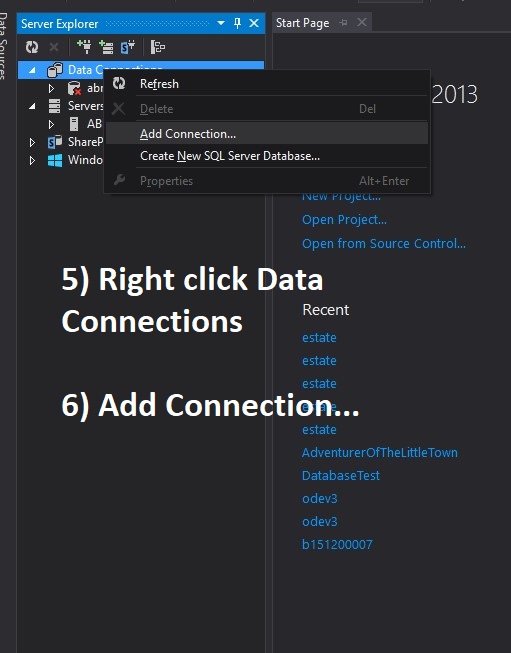 Data Sources
Server Explorer
Start Page
Data Connections
abr
Servers
AB
ShareP
Window
Refresh
Delete Del
Add Connection...
Create New SQL Server Database...
Properties Alt+Enter
2013
New Project...
Open Project...
Open from Source Control...
5) Right click Data
Connections
6) Add Connection...
Recent
estate
estate
estate
estate
estate
AdventurerOfTheLittleTown
DatabaseTest
odev3
odev3
b151200007